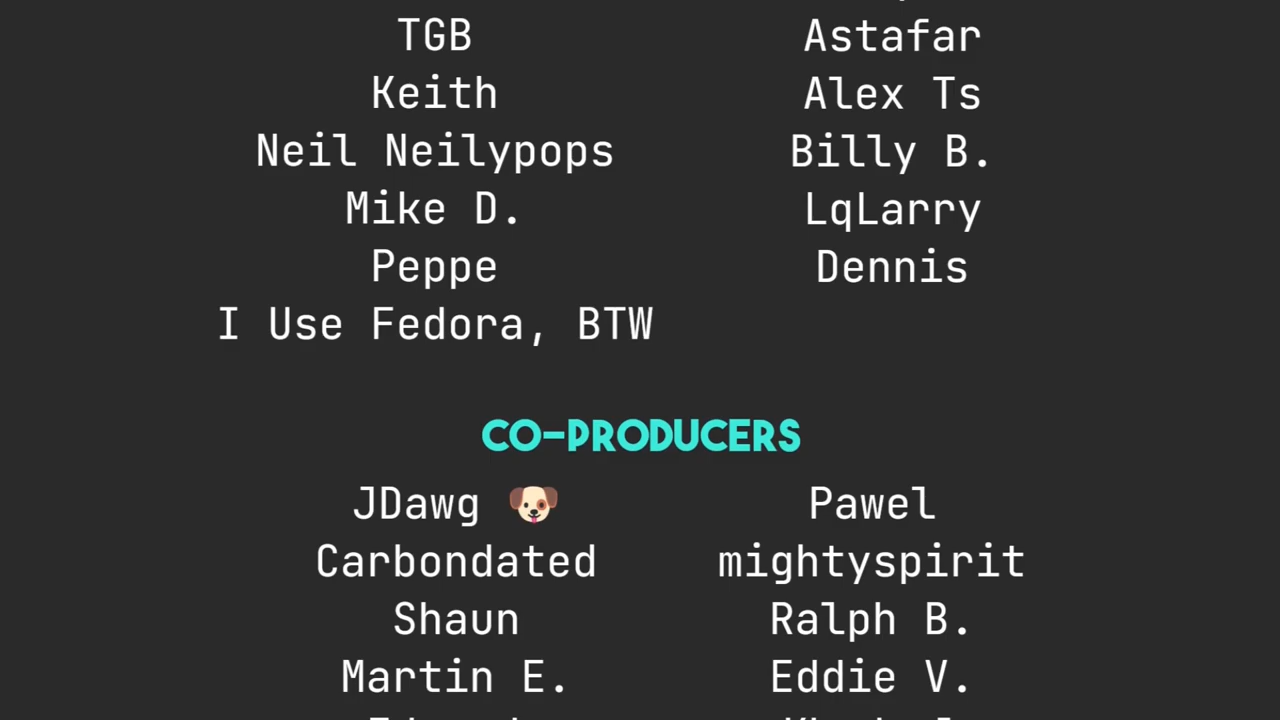 TGB
Astafar
Keith
Alex Ts
Neil Neilypops
Billy B.
Mike D.
LqLarry
Peppe
Dennis
I Use Fedora, BTW
CO-PRODUCERS
JDawg 🐶
Pawel
Carbondated
mightyspirit
Shaun
Ralph B.
Martin E.
Eddie V.